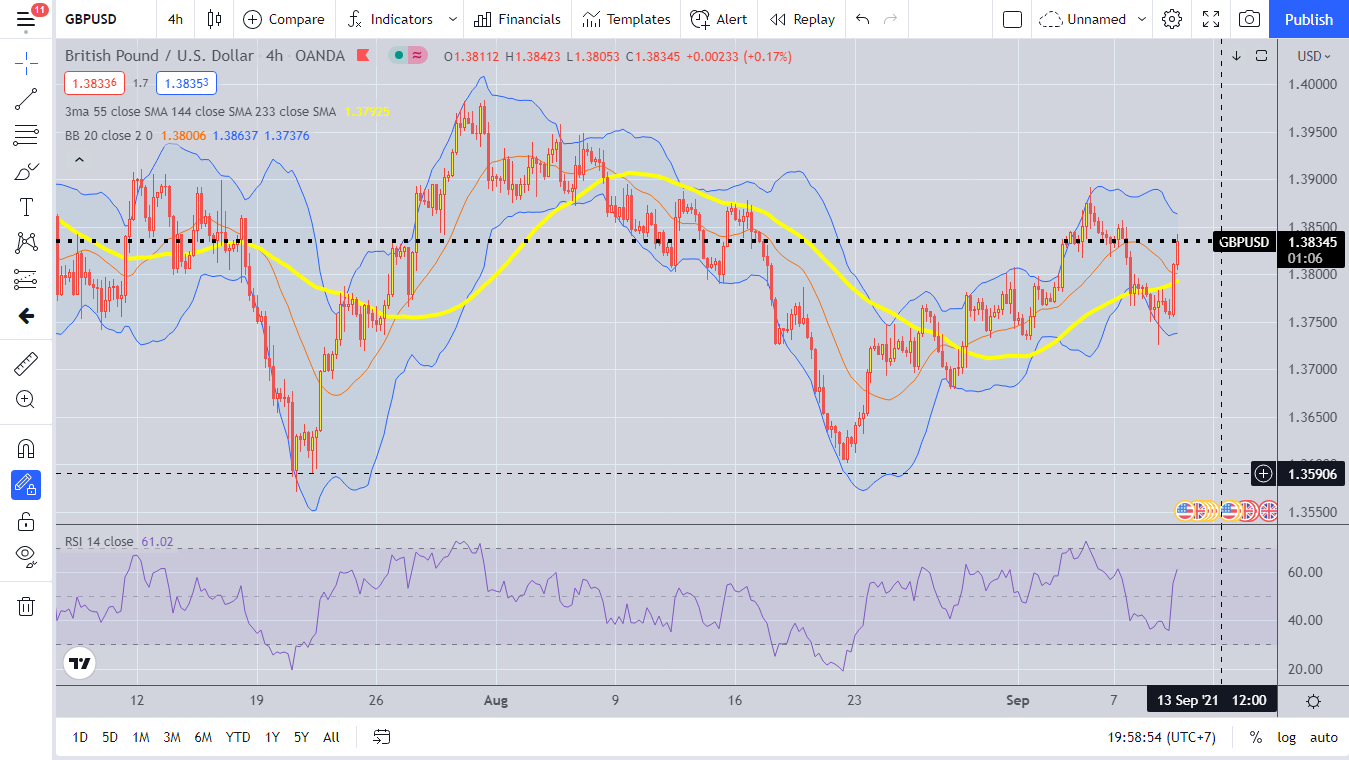 11
GBPUSD 4h Compare Indicators Financials Templates Alert Replay Unnamed Publish
British Pound / U.S. Dollar 4h OANDA O1.38112 H1.38423 L1.38053 C1.38345 +0.00233 (+0.17%) USD
1.38336 1.7 1.38353
3ma 55 close SMA 144 close SMA 233 close SMA 1.37925
BB 20 close 2 0 1.38006 1.38637 1.37376
1.40000
1.39500
1.39000
1.38500
GBPUSD 1.38345
01:06
1.38000
1.37500
1.37000
1.36500
1.35906
1.35500
RSI 14 close 61.02
60.00
40.00
20.00
12 19 26 Aug 9 16 23 Sep 7 13 Sep '21 12:00
1D 5D 1M 3M 6M YTD 1Y 5Y All 19:58:54 (UTC+7) % log auto